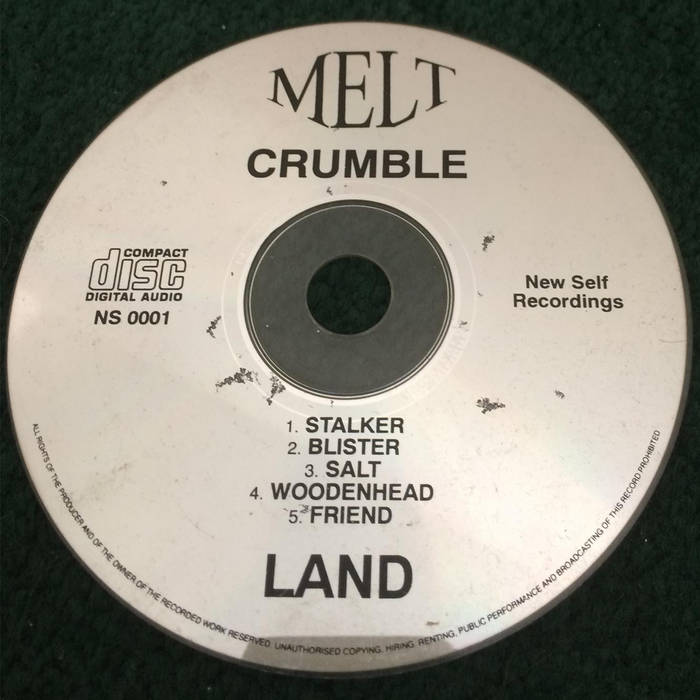 MELT
CRUMBLE
COMPACT
disc
DIGITAL AUDIO
NS 0001
New Self
Recordings
1. STALKER
2. BLISTER
3. SALT
4. WOODENHEAD
5. FRIEND
LAND
ALL RIGHTS OF THE PRODUCER AND OF THE OWNER OF THE RECORDED WORK RESERVED. UNAUTHORISED COPYING, HIRING, RENTING, PUBLIC PERFORMANCE AND BROADCASTING OF THIS RECORD PROHIBITED